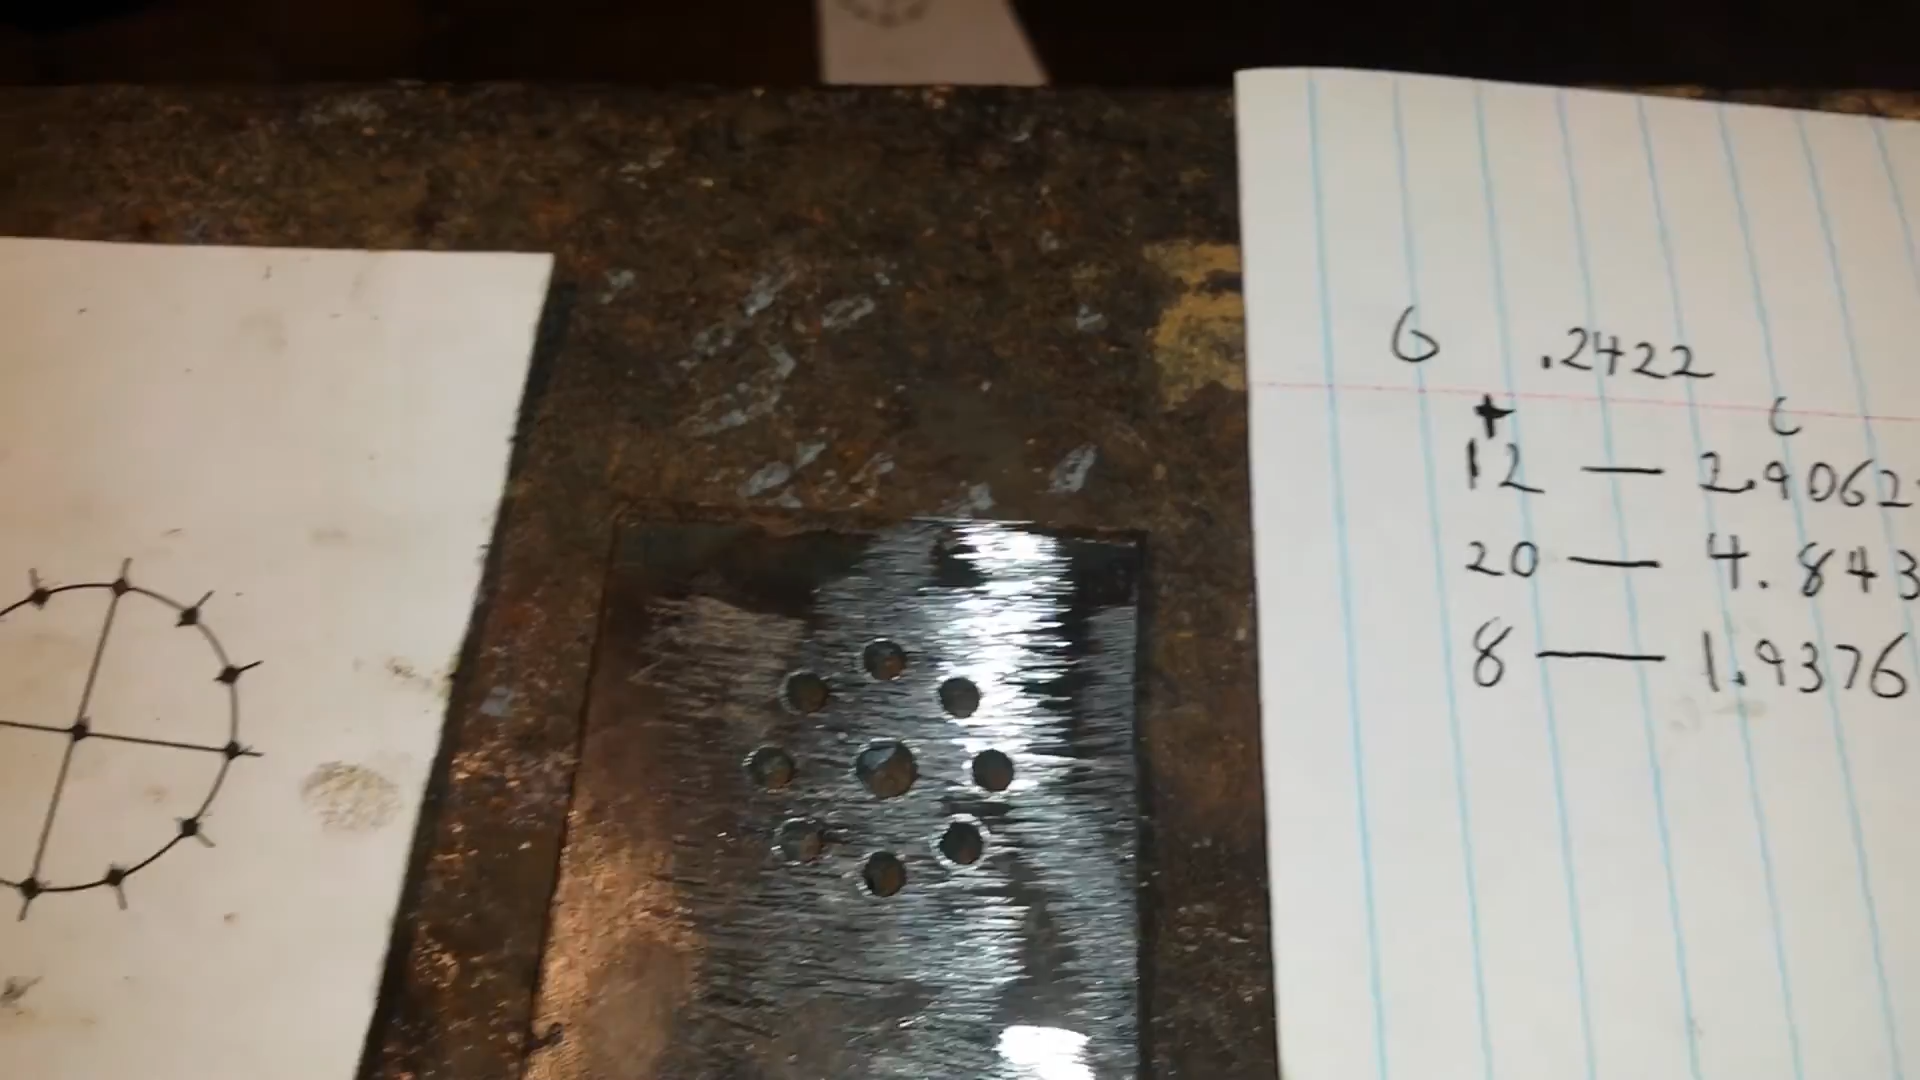 G .2422
t C
12 — 2.9062
20 — 4.843
8 — 1.9376